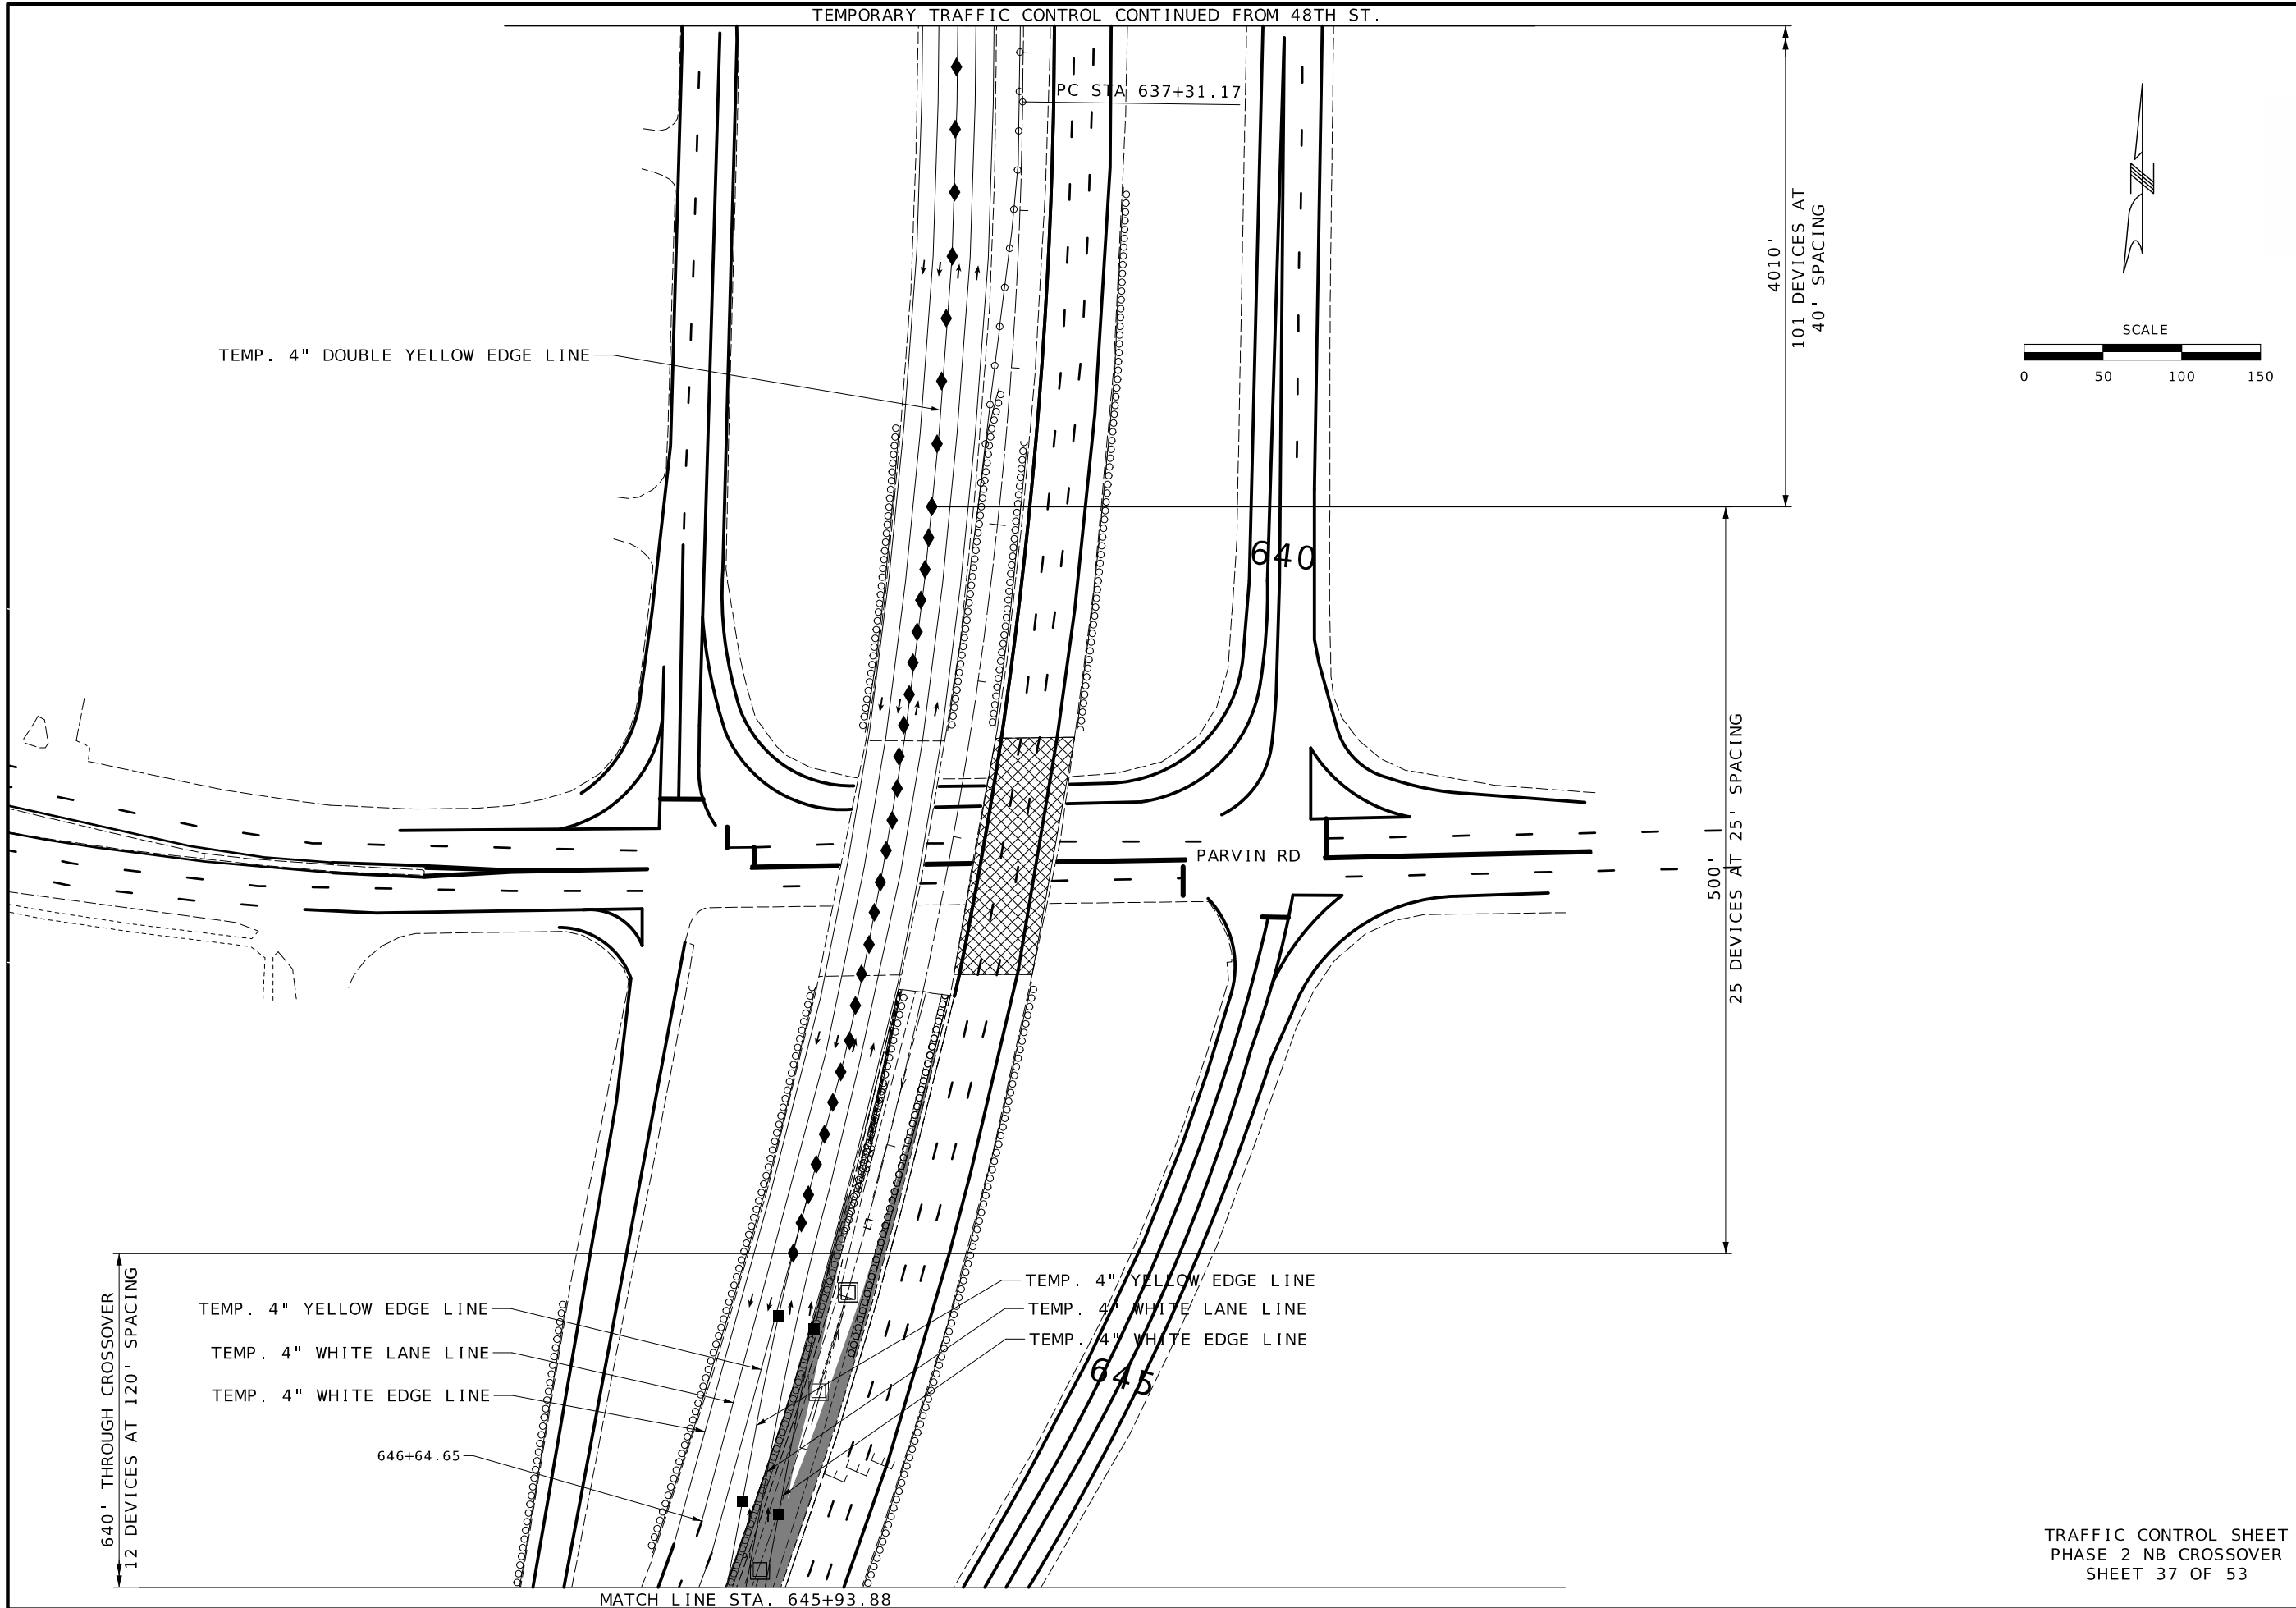 TEMPORARY TRAFFIC CONTROL CONTINUED FROM 48TH ST.
PC STA 637+31.17
4010'
101 DEVICES AT
40' SPACING
SCALE
0 50 100 150
TEMP. 4" DOUBLE YELLOW EDGE LINE
640
PARVIN RD
500'
25 DEVICES AT 25' SPACING
640' THROUGH CROSSOVER
12 DEVICES AT 120' SPACING
TEMP. 4" YELLOW EDGE LINE
TEMP. 4" WHITE LANE LINE
TEMP. 4" WHITE EDGE LINE
646+64.65
TEMP. 4" YELLOW EDGE LINE
TEMP. 4" WHITE LANE LINE
TEMP. 4" WHITE EDGE LINE
645
MATCH LINE STA. 645+93.88
TRAFFIC CONTROL SHEET
PHASE 2 NB CROSSOVER
SHEET 37 OF 53